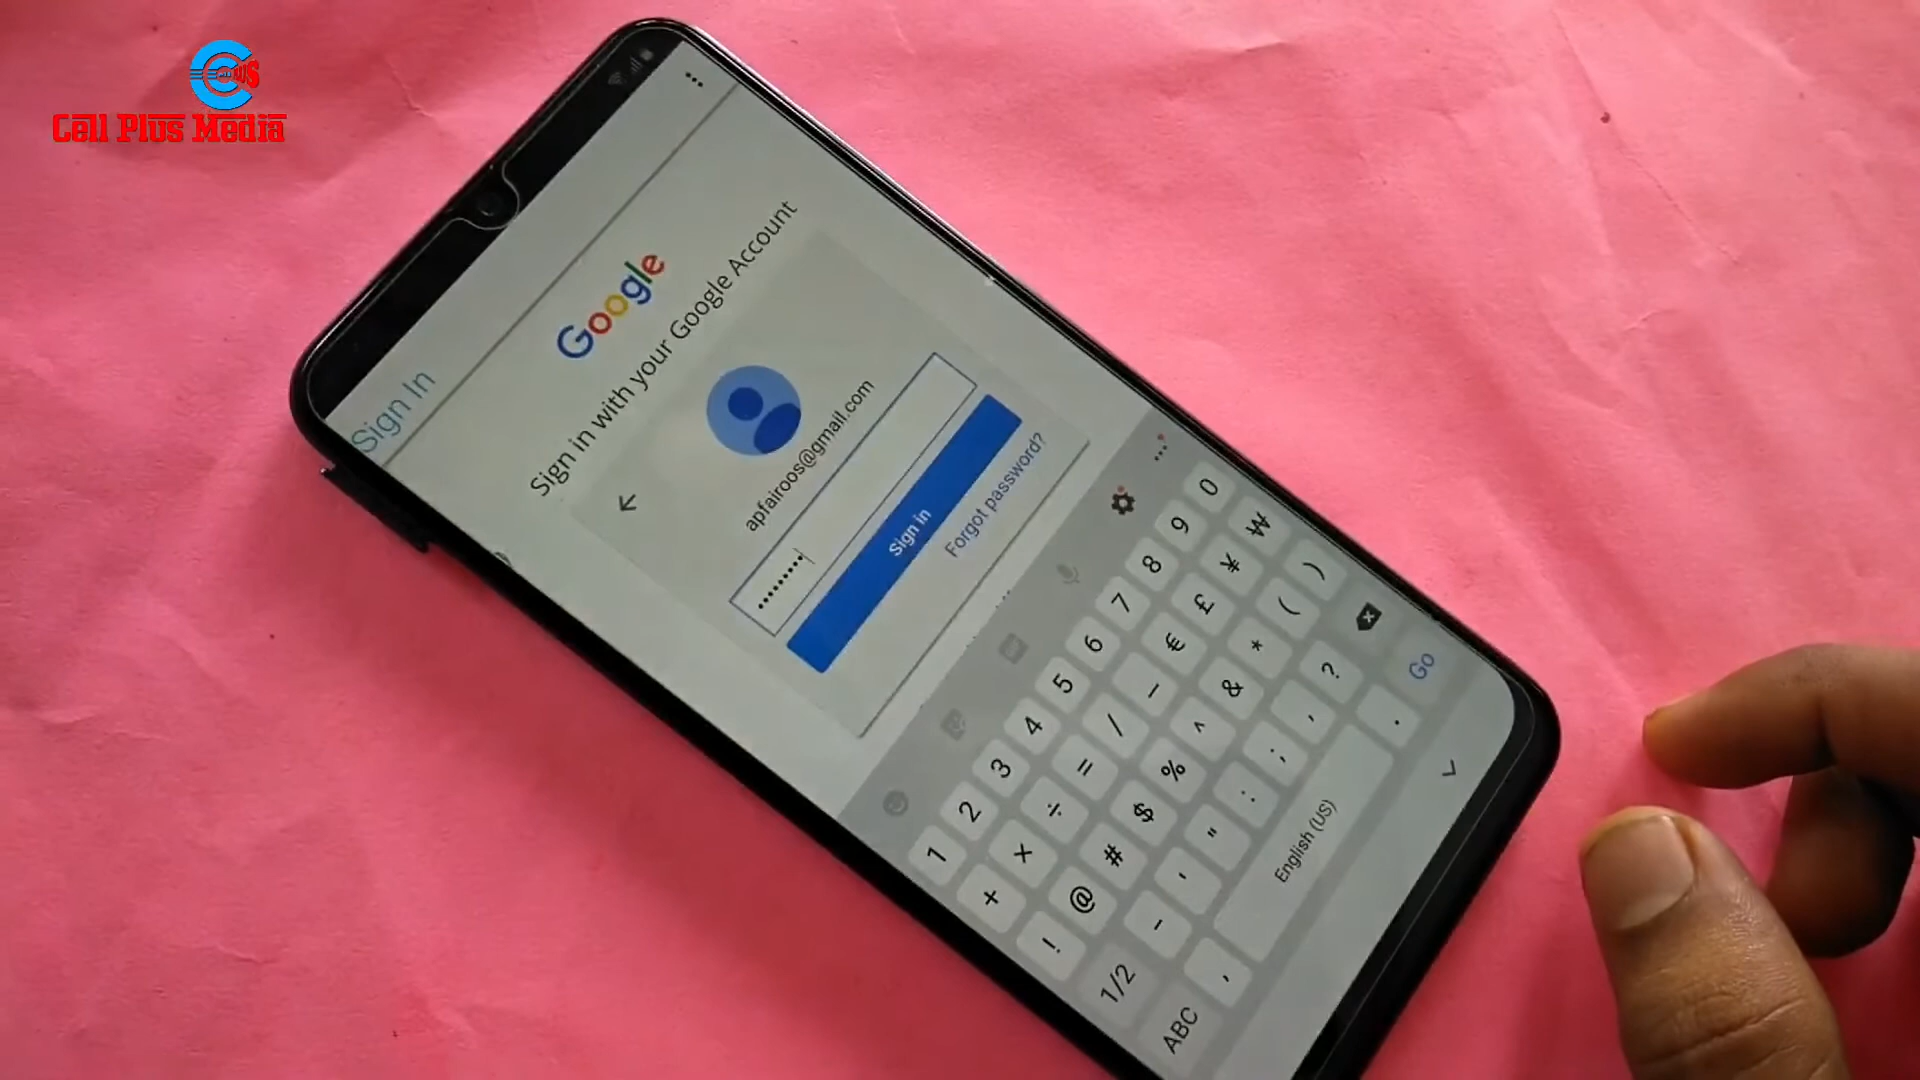 Cell Plus Media
Sign In
Google
Sign in with your Google Account
apfairoos@gmail.com
Sign in
Forgot password?
1 2 3 4 5 6 7 8 9 0
+ × ÷ = / _ € £ ¥ ₩
! @ # $ % ^ & * ( )
1/2 - ' " : ; , ?
ABC , English (US) . Go